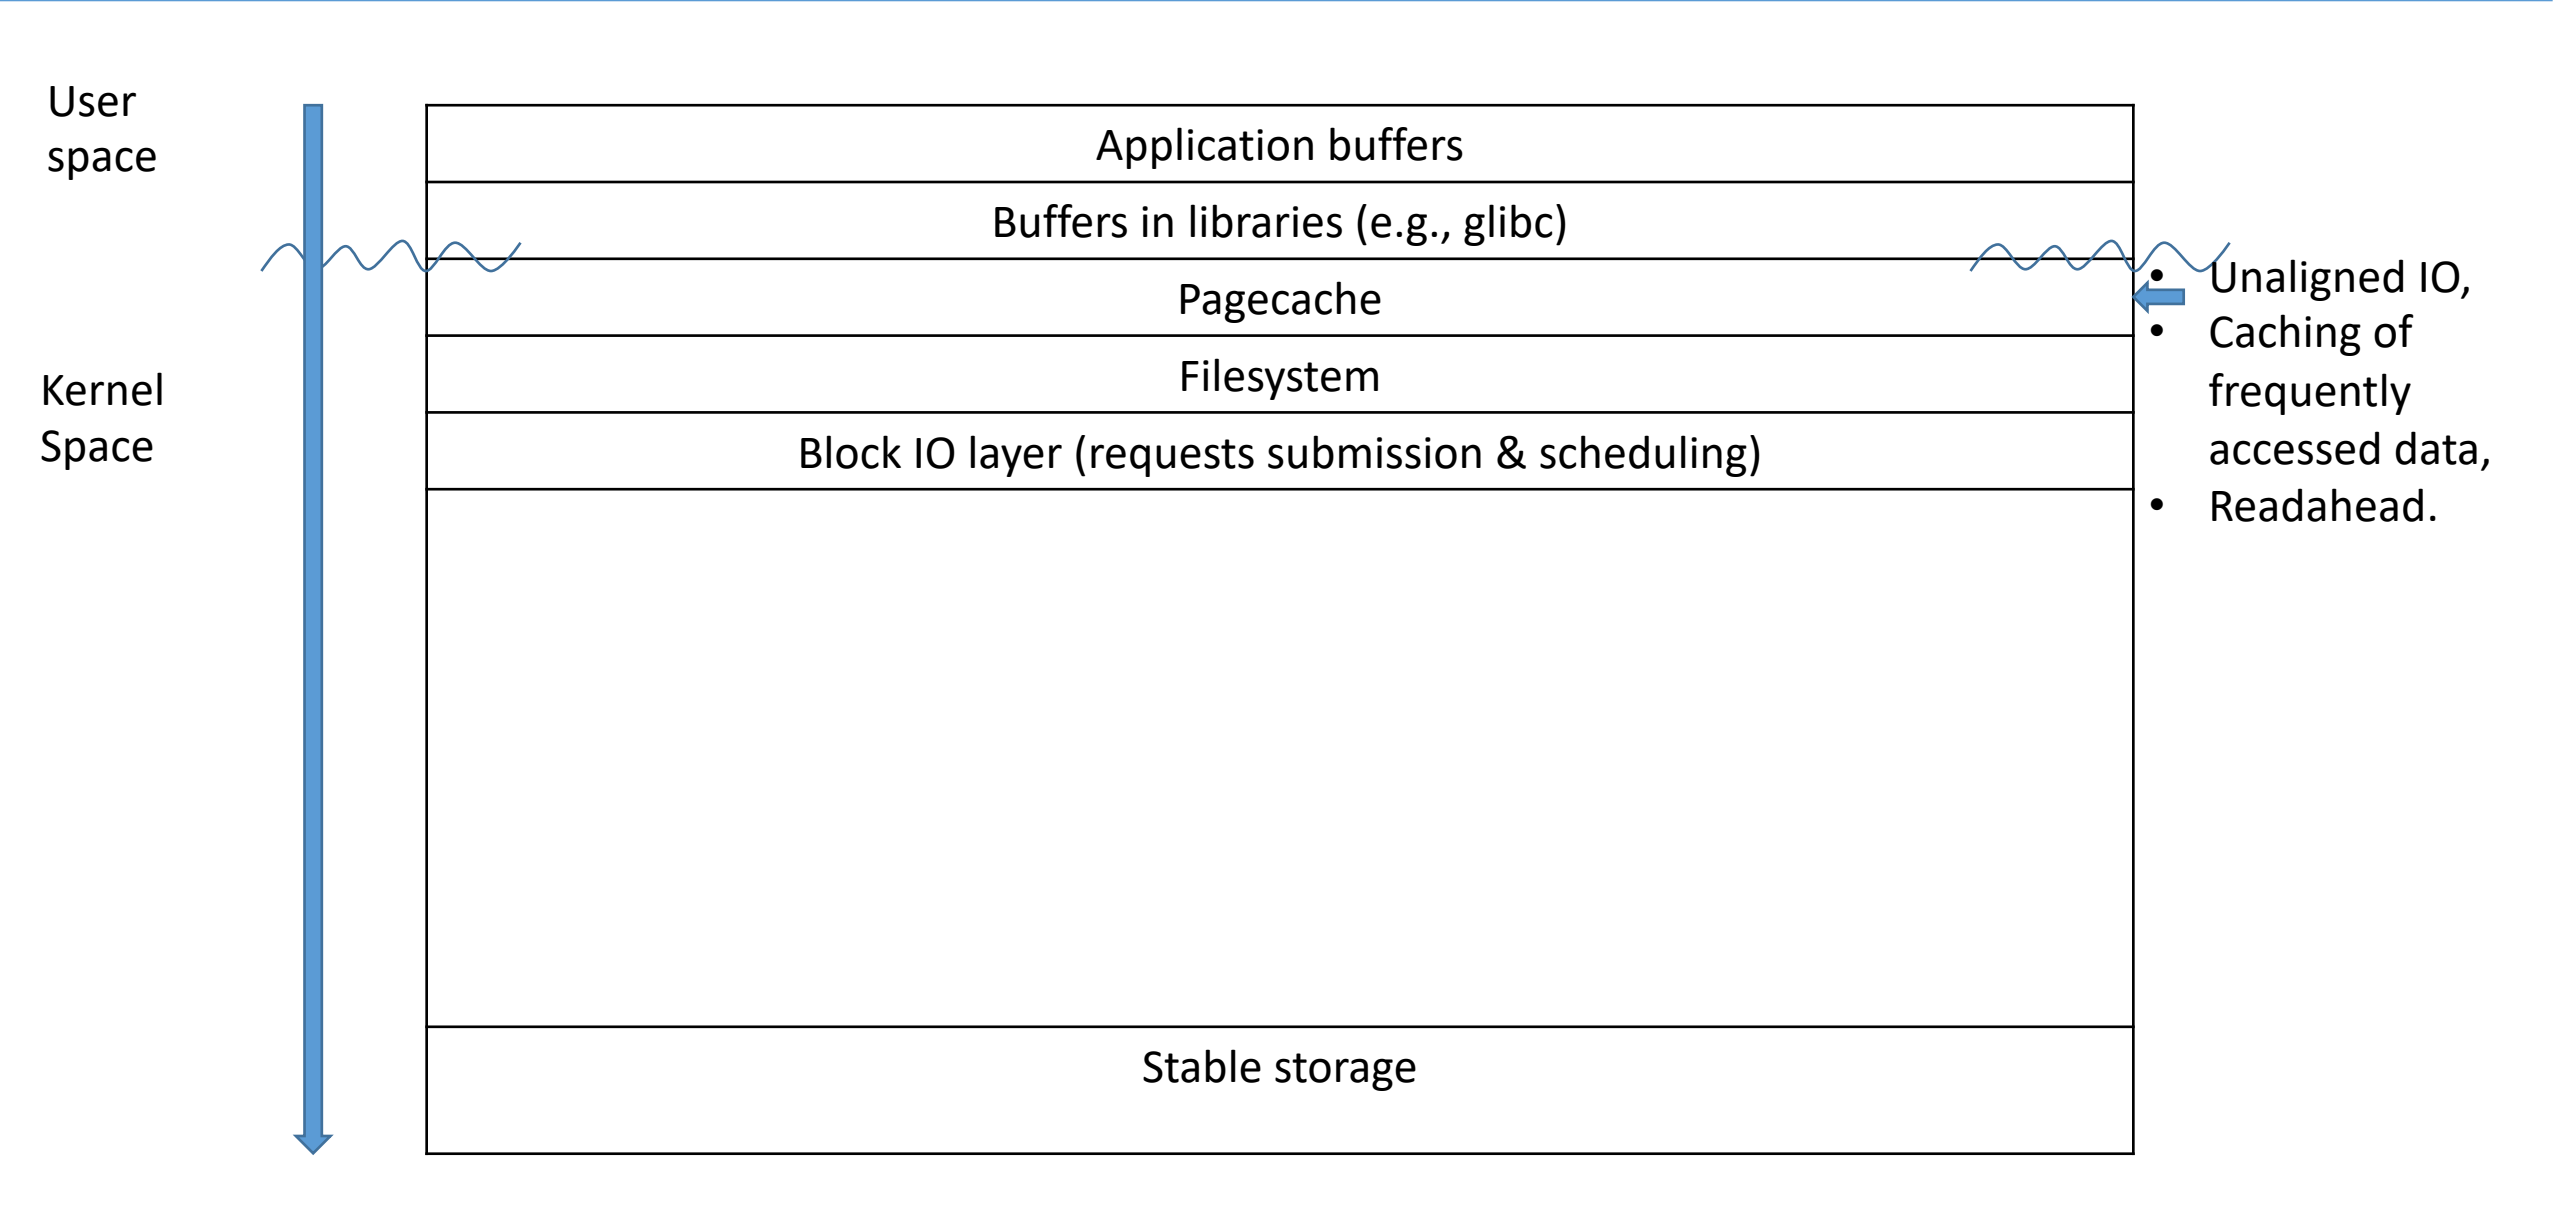 User
space
Application buffers
Buffers in libraries (e.g., glibc)
Pagecache
Filesystem
Block IO layer (requests submission & scheduling)
Stable storage
Kernel
Space
• Unaligned IO,
• Caching of
frequently
accessed data,
• Readahead.